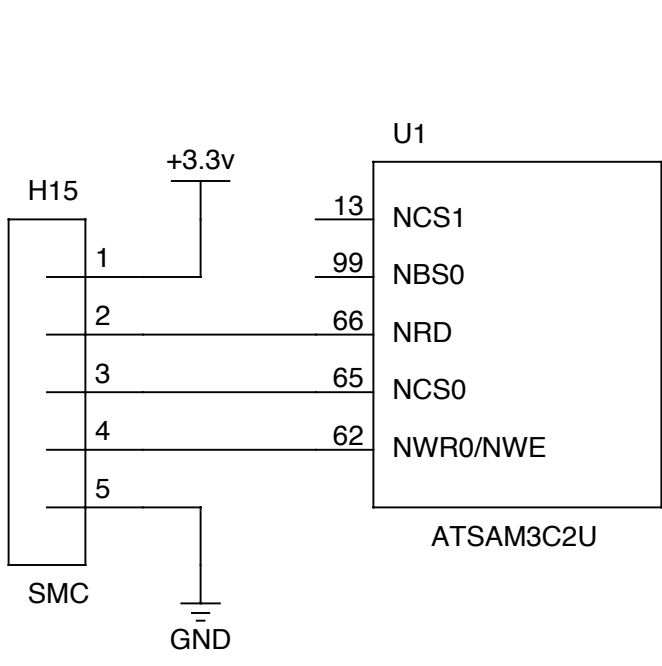 U1
+3.3v
H15
13 NCS1
1
99 NBS0
2
66 NRD
3
65 NCS0
4
62 NWR0/NWE
5
ATSAM3C2U
SMC
GND